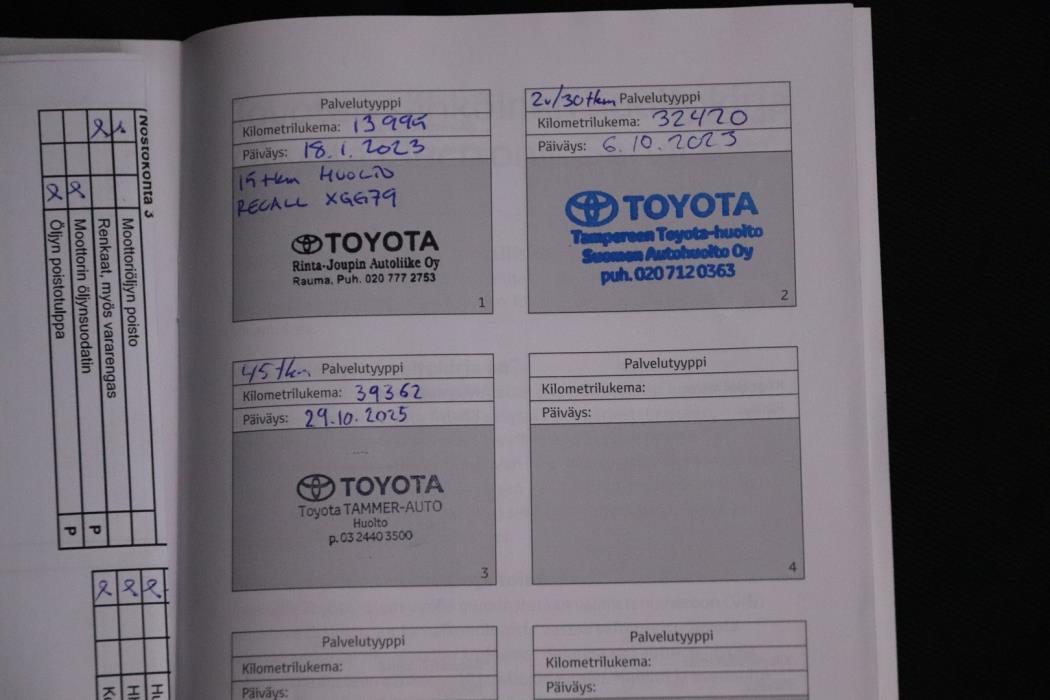 Nostokohta 3
Moottoriöljyn poisto
Renkaat, myös vararengas
P
Moottorin öljynsuodatin
P
Öljyn poistotulppa
Palvelutyyppi
Kilometrilukema: 13995
Päiväys: 18.1.2023
15 tkm HUOLTO
RECALL XGG79
TOYOTA
Rinta-Joupin Autoliike Oy
Rauma, Puh. 020 777 2753
1
2v/30tkm Palvelutyyppi
Kilometrilukema: 32420
Päiväys: 6.10.2023
TOYOTA
Tampereen Toyota-huolto
Suomen Autohuolto Oy
puh. 020 712 0363
2
45 tkm Palvelutyyppi
Kilometrilukema: 39362
Päiväys: 29.10.2025
TOYOTA
Toyota TAMMER-AUTO
Huolto
p. 03 2440 3500
3
Palvelutyyppi
Kilometrilukema:
Päiväys:
4
Palvelutyyppi
Kilometrilukema:
Päiväys:
Palvelutyyppi
Kilometrilukema:
Päiväys: